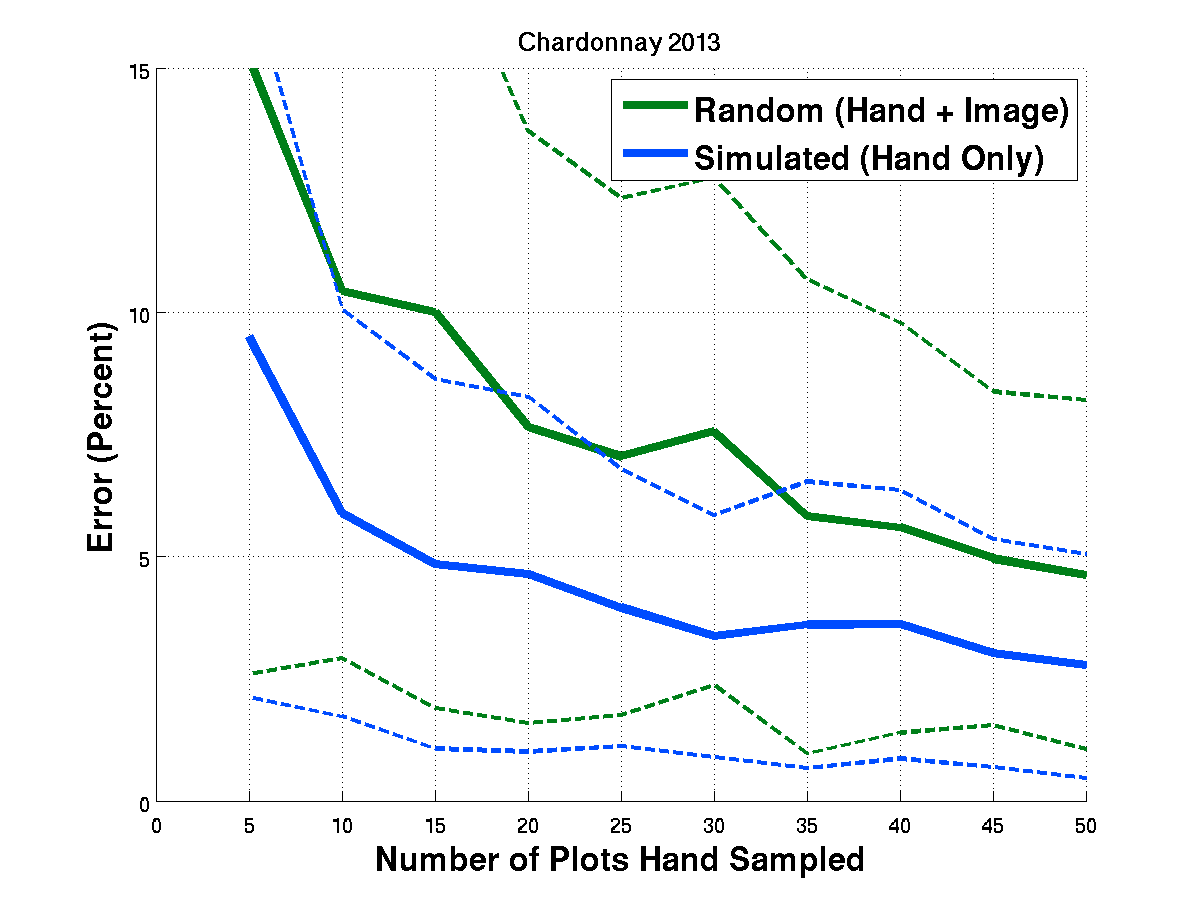 Chardonnay 2013
Random (Hand + Image)
Simulated (Hand Only)
15
10
5
0
Error (Percent)
0 5 10 15 20 25 30 35 40 45 50
Number of Plots Hand Sampled